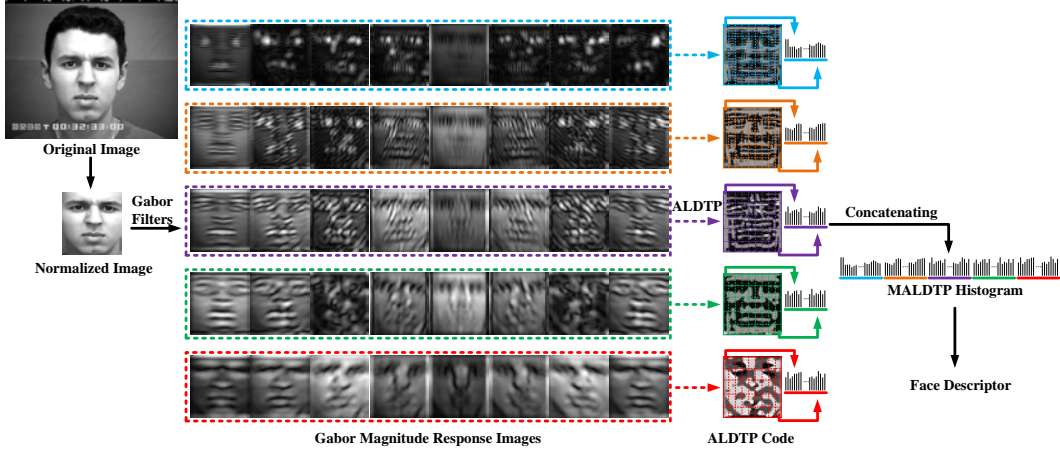 Original Image
Gabor
Filters
Normalized Image
ALDTP
Concatenating
MALDTP Histogram
Face Descriptor
Gabor Magnitude Response Images
ALDTP Code